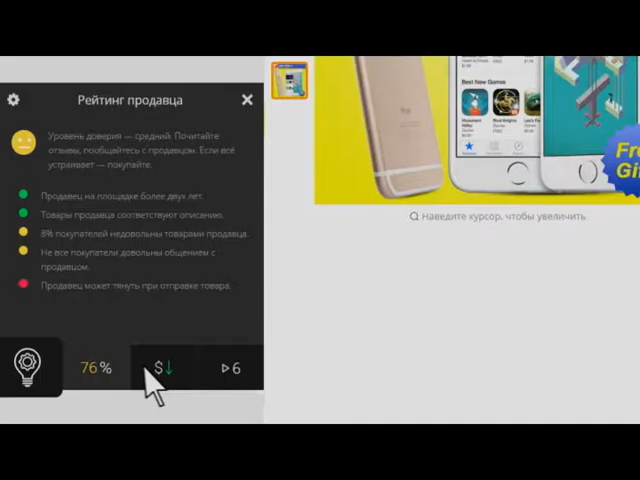 Рейтинг продавца
Уровень доверия — средний. Почитайте
отзывы, пообщайтесь с продавцом. Если все
устраивает — покупайте.
Продавец на площадке более двух лет.
Товары продавца соответствуют описанию.
8% покупателей недовольны товарами продавца.
Не все покупатели довольны общением с
продавцом.
Продавец может тянуть при отправке товара.
76 %
$↓
6
Best New Games
Наведите курсор, чтобы увеличить